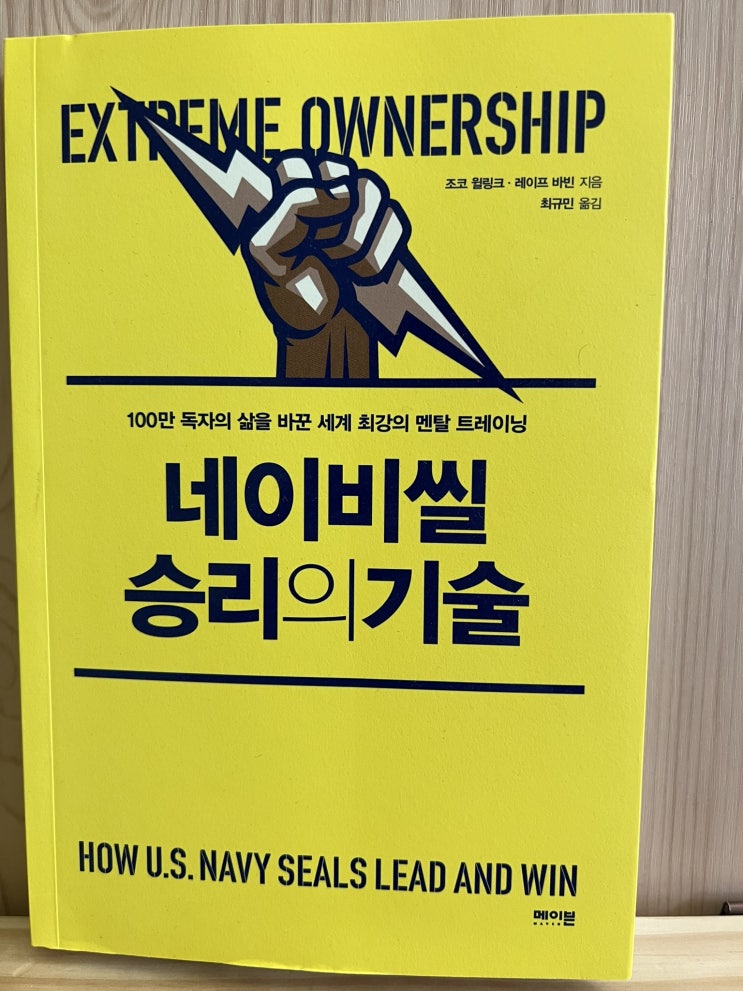 EXTREME OWNERSHIP
조코 윌링크 · 레이프 바빈 지음
최규민 옮김
100만 독자의 삶을 바꾼 세계 최강의 멘탈 트레이닝
네이비씰
승리의기술
HOW U.S. NAVY SEALS LEAD AND WIN
메이븐
MAVEN